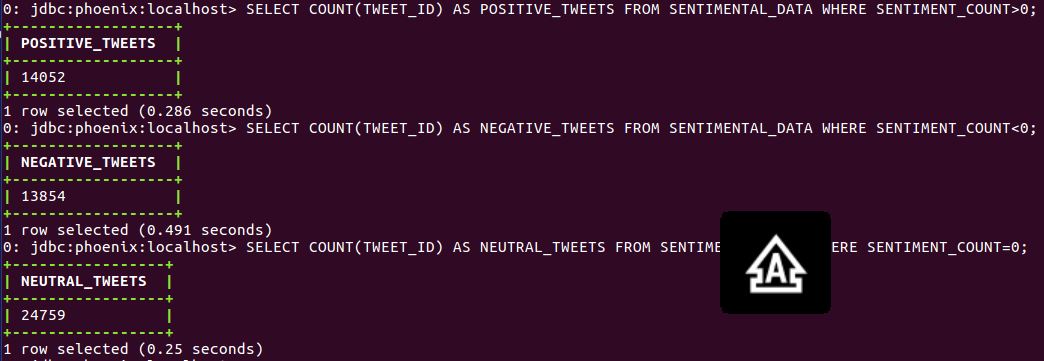 0: jdbc:phoenix:localhost> SELECT COUNT(TWEET_ID) AS POSITIVE_TWEETS FROM SENTIMENTAL_DATA WHERE SENTIMENT_COUNT>0;
+------------------+
| POSITIVE_TWEETS |
+------------------+
| 14052 |
+------------------+
1 row selected (0.286 seconds)
0: jdbc:phoenix:localhost> SELECT COUNT(TWEET_ID) AS NEGATIVE_TWEETS FROM SENTIMENTAL_DATA WHERE SENTIMENT_COUNT<0;
+------------------+
| NEGATIVE_TWEETS |
+------------------+
| 13854 |
+------------------+
1 row selected (0.491 seconds)
0: jdbc:phoenix:localhost> SELECT COUNT(TWEET_ID) AS NEUTRAL_TWEETS FROM SENTIME ERE SENTIMENT_COUNT=0;
A
+-----------------+
| NEUTRAL_TWEETS |
+-----------------+
| 24759 |
+-----------------+
1 row selected (0.25 seconds)